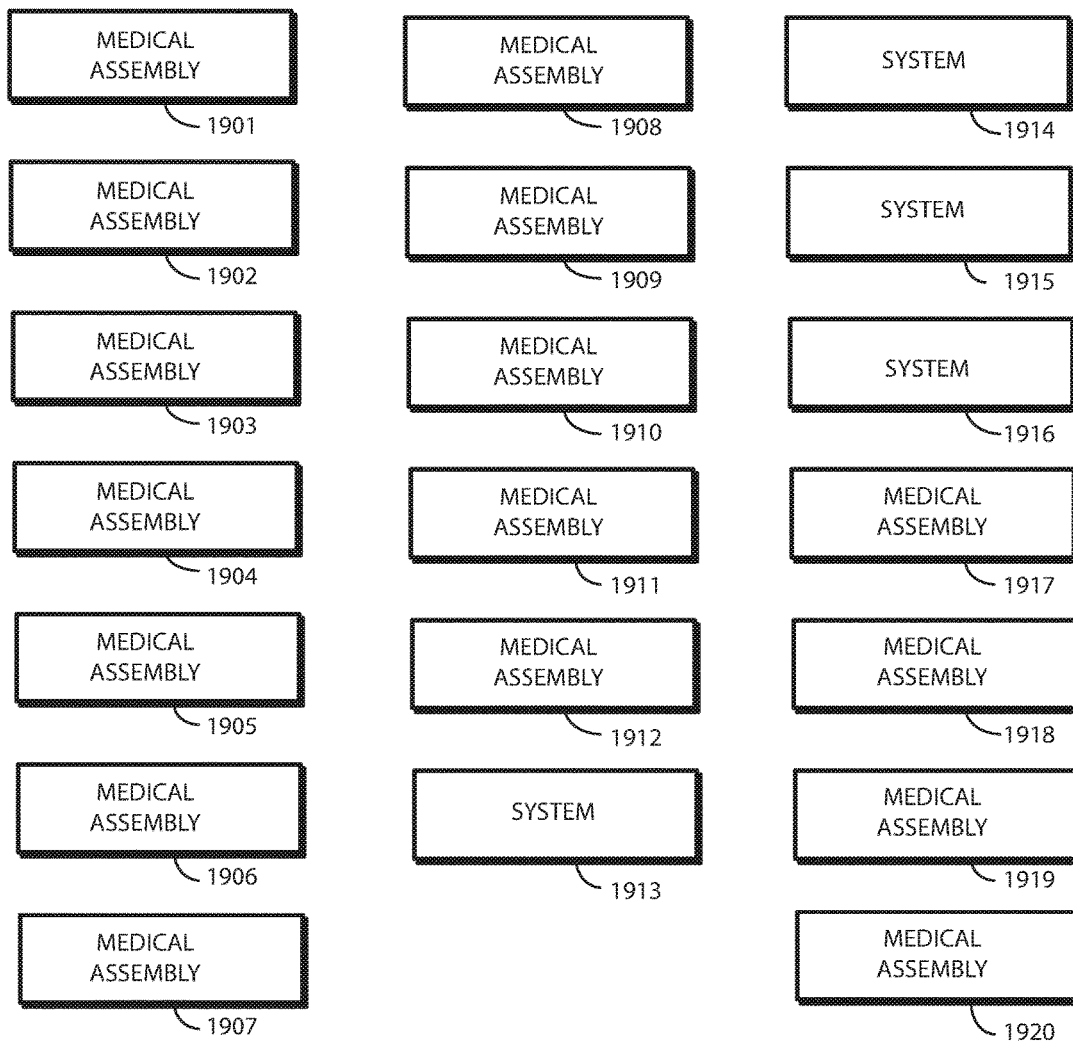 MEDICAL
ASSEMBLY
1901
MEDICAL
ASSEMBLY
1902
MEDICAL
ASSEMBLY
1903
MEDICAL
ASSEMBLY
1904
MEDICAL
ASSEMBLY
1905
MEDICAL
ASSEMBLY
1906
MEDICAL
ASSEMBLY
1907
MEDICAL
ASSEMBLY
1908
MEDICAL
ASSEMBLY
1909
MEDICAL
ASSEMBLY
1910
MEDICAL
ASSEMBLY
1911
MEDICAL
ASSEMBLY
1912
SYSTEM
1913
SYSTEM
1914
SYSTEM
1915
SYSTEM
1916
MEDICAL
ASSEMBLY
1917
MEDICAL
ASSEMBLY
1918
MEDICAL
ASSEMBLY
1919
MEDICAL
ASSEMBLY
1920